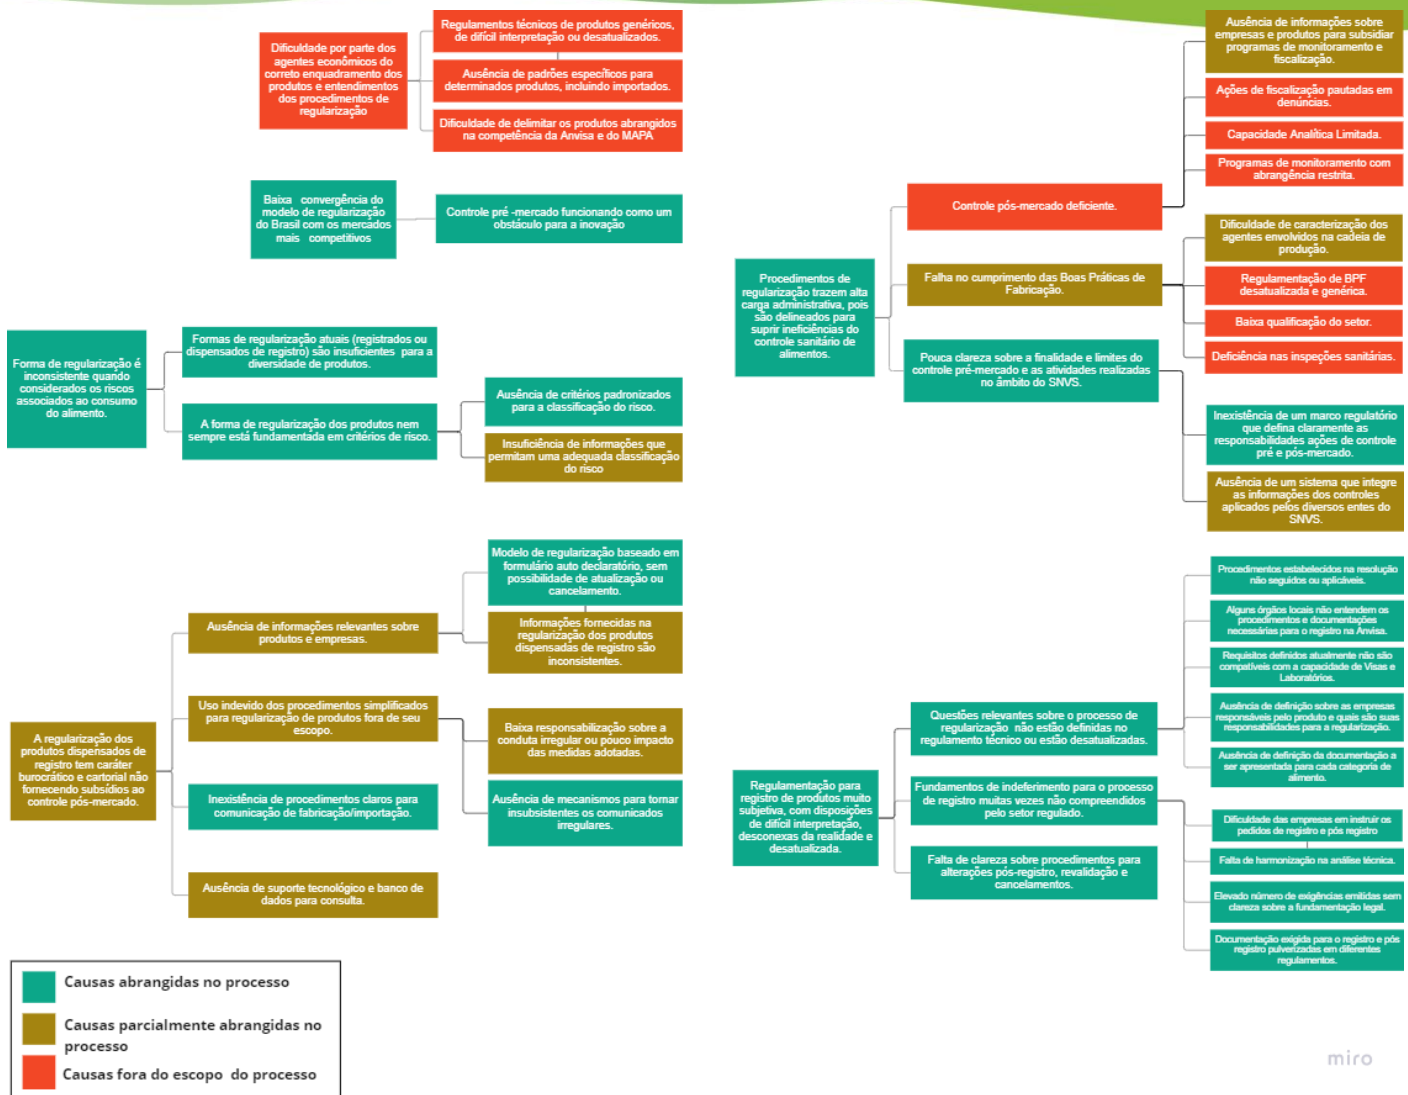 Dificuldade por parte dos
agentes econômicos do
correto enquadramento dos
produtos e entendimentos
dos procedimentos de
regularização
Regulamentos técnicos de produtos genéricos,
de difícil interpretação ou desatualizados.
Ausência de padrões específicos para
determinados produtos, incluindo importados.
Dificuldade de delimitar os produtos abrangidos
na competência da Anvisa e do MAPA
Baixa convergência do
modelo de regularização
do Brasil com os mercados
mais competitivos
Controle pré -mercado funcionando como um
obstáculo para a inovação
Forma de regularização é
inconsistente quando
considerados os riscos
associados ao consumo
do alimento.
Formas de regularização atuais (registrados ou
dispensados de registro) são insuficientes para a
diversidade de produtos.
A forma de regularização dos produtos nem
sempre está fundamentada em critérios de risco.
Ausência de critérios padronizados
para a classificação do risco.
Insuficiência de informações que
permitam uma adequada classificação
do risco
A regularização dos
produtos dispensados de
registro tem caráter
burocrático e cartorial não
fornecendo subsídios ao
controle pós-mercado.
Ausência de informações relevantes sobre
produtos e empresas.
Modelo de regularização baseado em
formulário auto declaratório, sem
possibilidade de atualização ou
cancelamento.
Informações fornecidas na
regularização dos produtos
dispensadas de registro são
inconsistentes.
Uso indevido dos procedimentos simplificados
para regularização de produtos fora de seu
escopo.
Baixa responsabilização sobre a
conduta irregular ou pouco impacto
das medidas adotadas.
Ausência de mecanismos para tornar
insubsistentes os comunicados
irregulares.
Inexistência de procedimentos claros para
comunicação de fabricação/importação.
Ausência de suporte tecnológico e banco de
dados para consulta.
Procedimentos de
regularização trazem alta
carga administrativa, pois
são delineados para
suprir ineficiências do
controle sanitário de
alimentos.
Controle pós-mercado deficiente.
Ausência de informações sobre
empresas e produtos para subsidiar
programas de monitoramento e
fiscalização.
Ações de fiscalização pautadas em
denúncias.
Capacidade Analítica Limitada.
Programas de monitoramento com
abrangência restrita.
Falha no cumprimento das Boas Práticas de
Fabricação.
Dificuldade de caracterização dos
agentes envolvidos na cadeia de
produção.
Regulamentação de BPF
desatualizada e genérica.
Baixa qualificação do setor.
Deficiência nas inspeções sanitárias.
Pouca clareza sobre a finalidade e limites do
controle pré-mercado e as atividades realizadas
no âmbito do SNVS.
Inexistência de um marco regulatório
que defina claramente as
responsabilidades ações de controle
pré e pós-mercado.
Ausência de um sistema que integre
as informações dos controles
aplicados pelos diversos entes do
SNVS.
Regulamentação para
registro de produtos muito
subjetiva, com disposições
de difícil interpretação,
desconexas da realidade e
desatualizada.
Questões relevantes sobre o processo de
regularização não estão definidas no
regulamento técnico ou estão desatualizadas.
Procedimentos estabelecidos na resolução
não seguidos ou aplicáveis.
Alguns órgãos locais não entendem os
procedimentos e documentações
necessárias para o registro na Anvisa.
Requisitos definidos atualmente não são
compatíveis com a capacidade de Visas e
Laboratórios.
Ausência de definição sobre as empresas
responsáveis pelo produto e quais são suas
responsabilidades para a regularização.
Ausência de definição da documentação a
ser apresentada para cada categoria de
alimento.
Fundamentos de indeferimento para o processo
de registro muitas vezes não compreendidos
pelo setor regulado.
Dificuldade das empresas em instruir os
pedidos de registro e pós registro
Falta de harmonização na análise técnica.
Elevado número de exigências emitidas sem
clareza sobre a fundamentação legal.
Documentação exigida para o registro e pós
registro pulverizadas em diferentes
regulamentos.
Falta de clareza sobre procedimentos para
alterações pós-registro, revalidação e
cancelamentos.
Causas abrangidas no processo
Causas parcialmente abrangidas no
processo
Causas fora do escopo do processo
miro